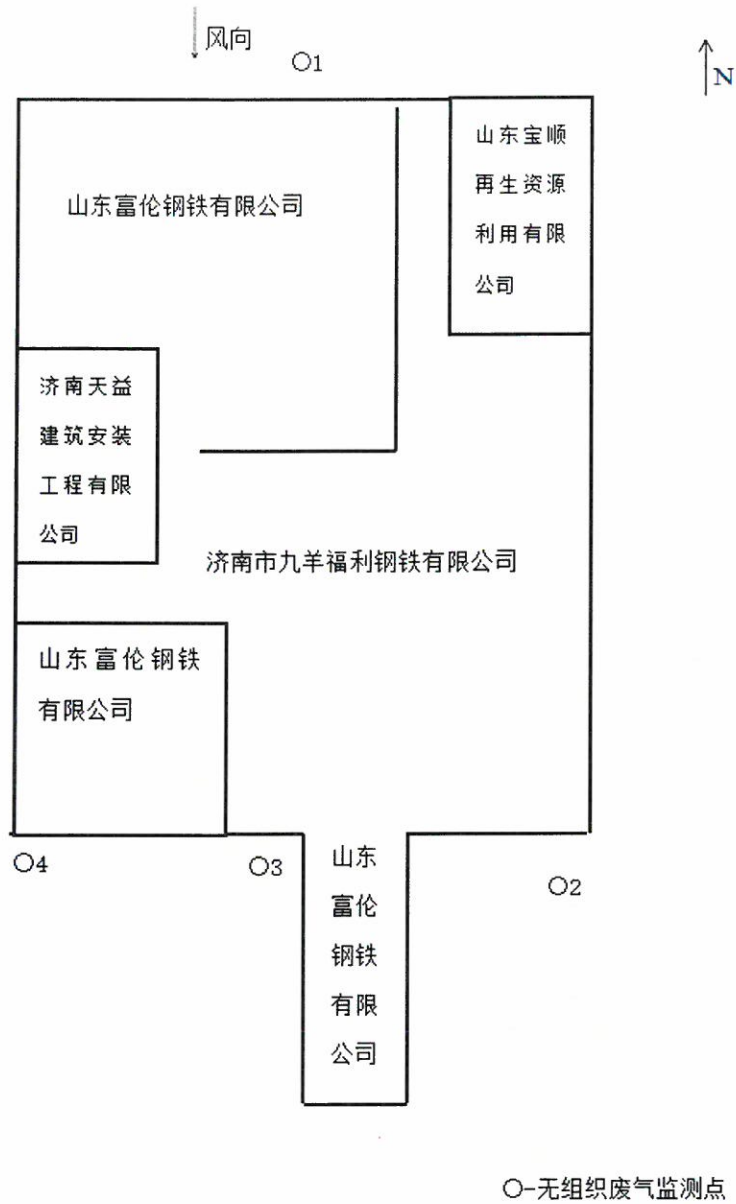 风向
○1
N
山东富伦钢铁有限公司
山东宝顺
再生资源
利用有限
公司
济南天益
建筑安装
工程有限
公司
济南市九羊福利钢铁有限公司
山东富伦钢铁
有限公司
○4
○3
○2
山东
富伦
钢铁
有限
公司
○-无组织废气监测点